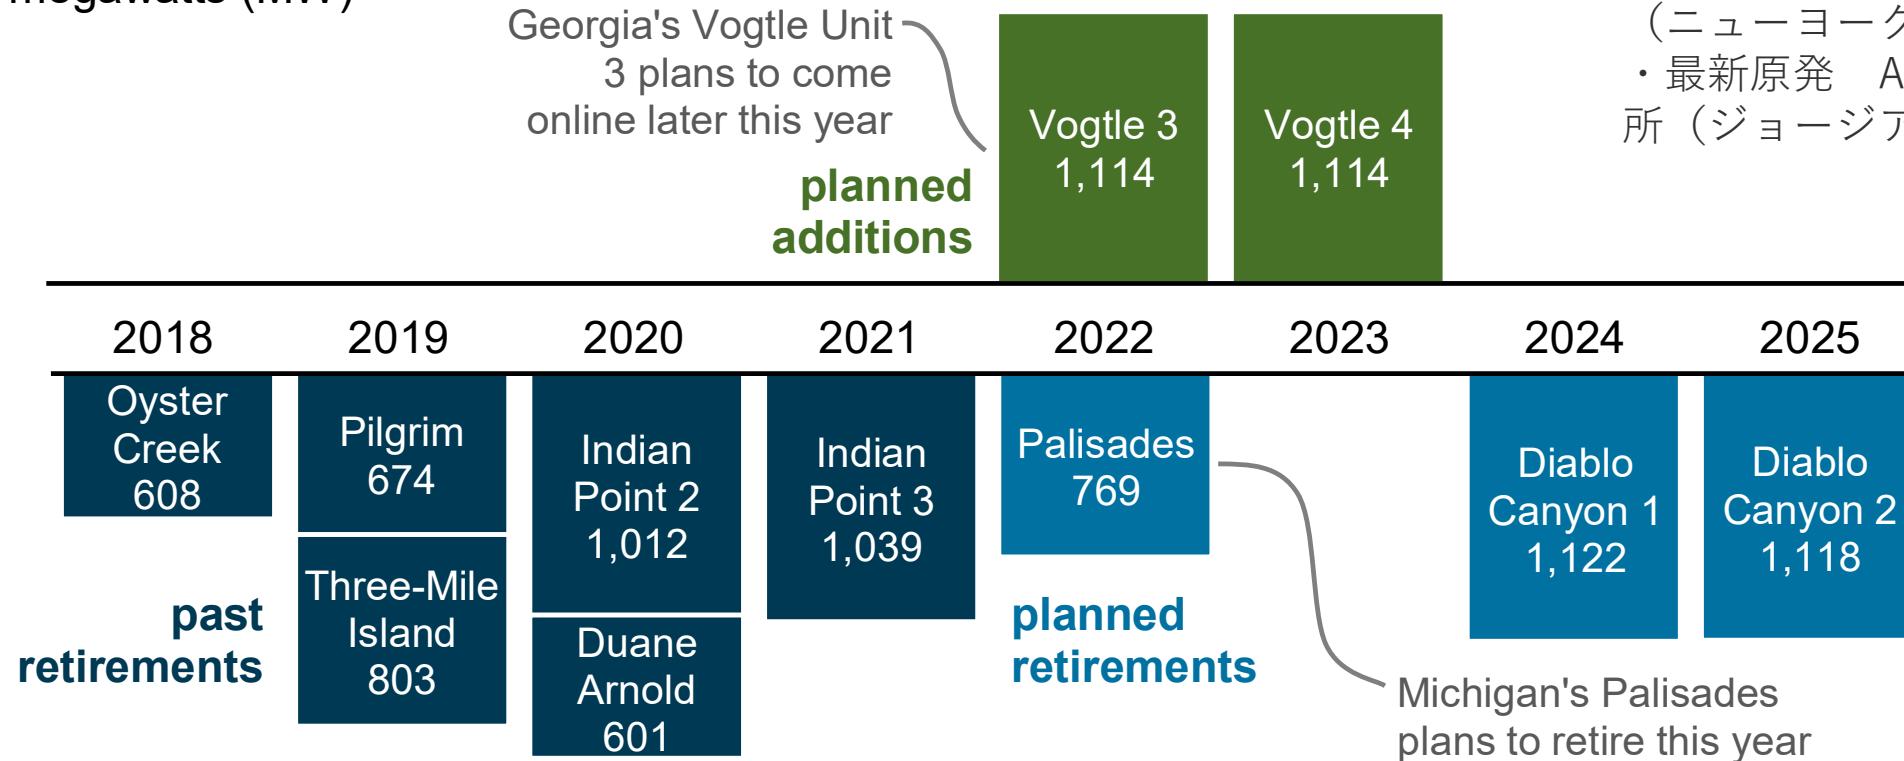 megawatts (MW)
Georgia's Vogtle Unit
3 plans to come
online later this year
planned
additions
Vogtle 3
1,114
Vogtle 4
1,114
（ニューヨーク
・最新原発　A
所（ジョージア
2018
2019
2020
2021
2022
2023
2024
2025
Oyster
Creek
608
Pilgrim
674
Three-Mile
Island
803
Indian
Point 2
1,012
Duane
Arnold
601
Indian
Point 3
1,039
Palisades
769
Diablo
Canyon 1
1,122
Diablo
Canyon 2
1,118
past
retirements
planned
retirements
Michigan's Palisades
plans to retire this year